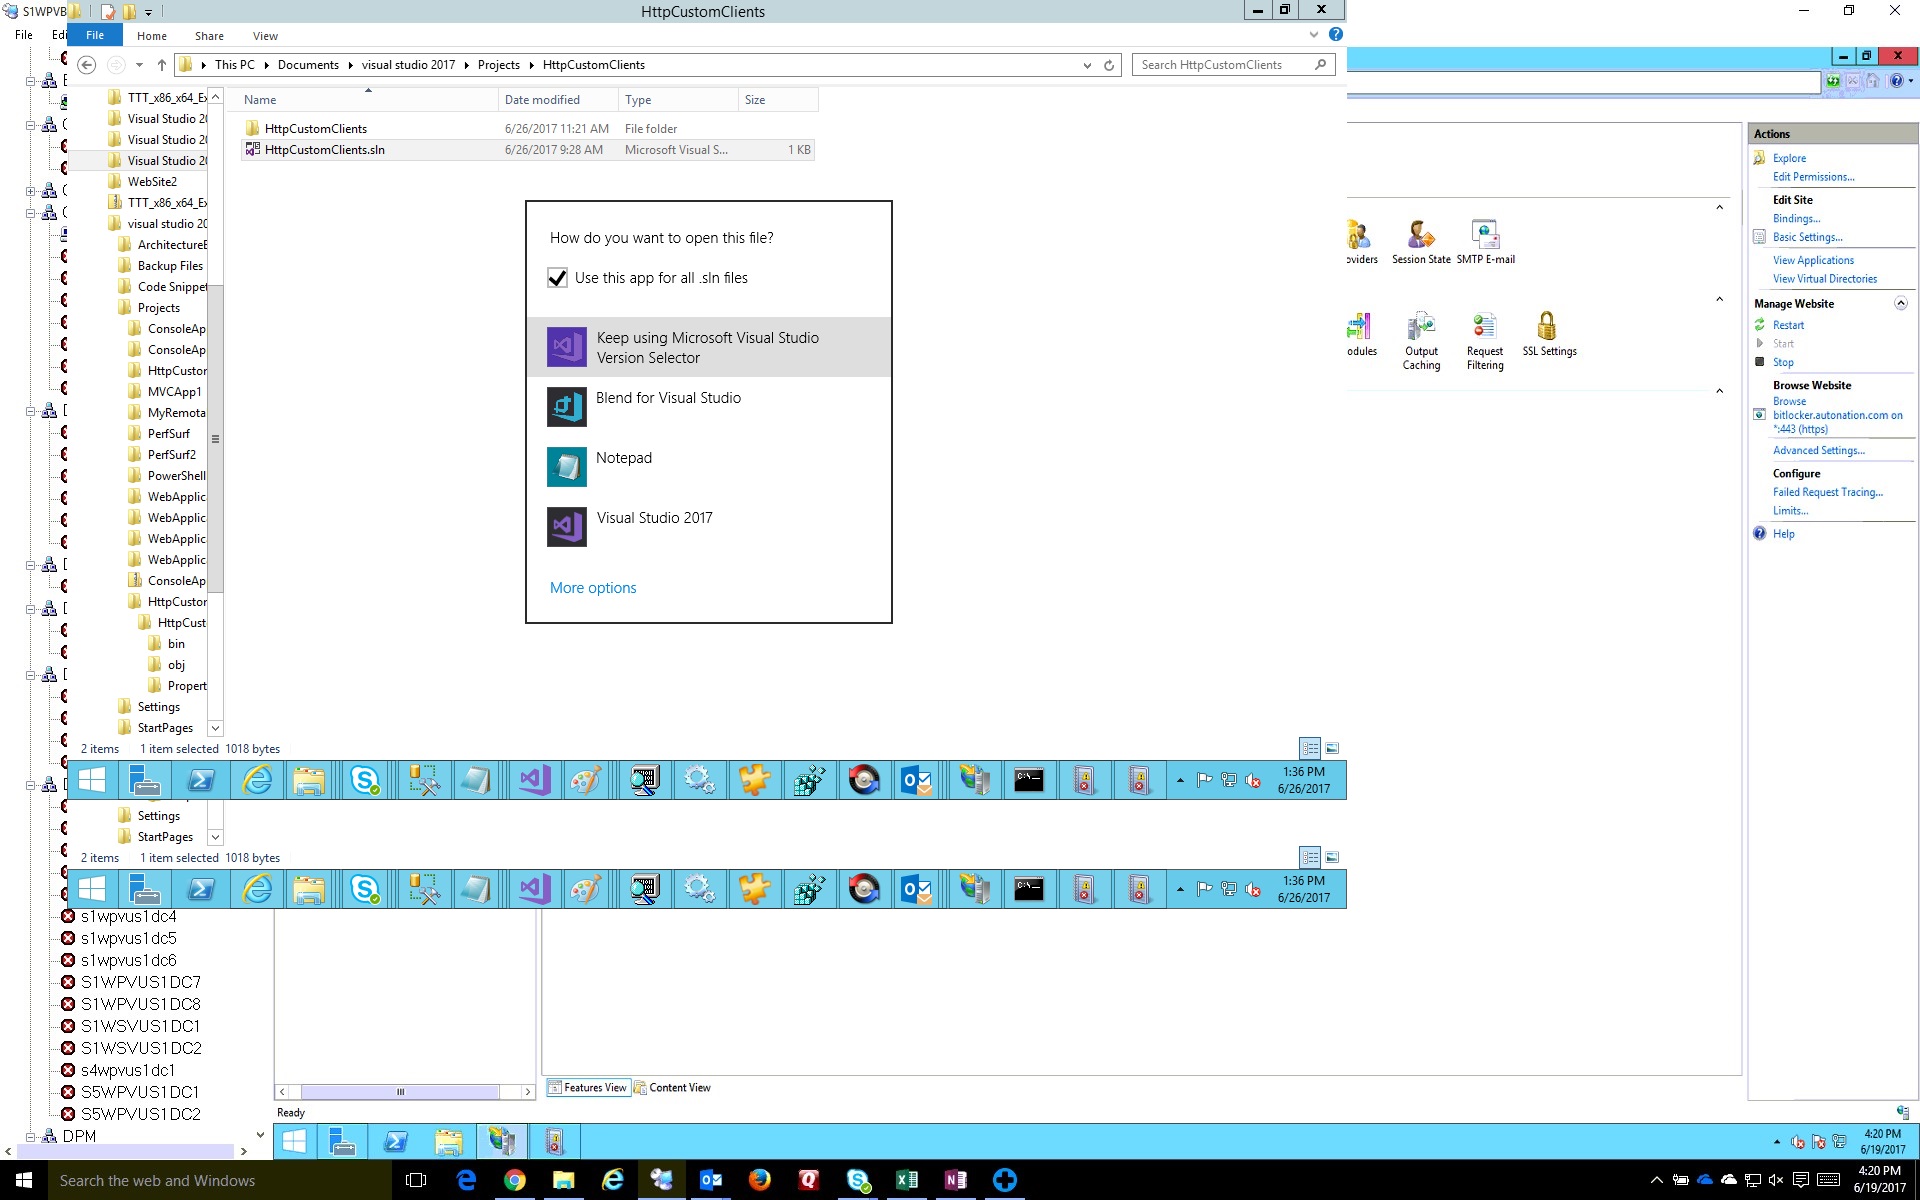 S1WPVB
File
Edi
HttpCustomClients
File
Home
Share
View
This PC
Documents
visual studio 2017
Projects
HttpCustomClients
Search HttpCustomClients
TTT_x86_x64_Ex
Visual Studio 20
Visual Studio 20
Visual Studio 20
WebSite2
TTT_x86_x64_Ex
visual studio 20
ArchitectureE
Backup Files
Code Snippet
Projects
ConsoleAp
ConsoleAp
HttpCustor
MVCApp1
MyRemota
PerfSurf
PerfSurf2
PowerShell
WebApplic
WebApplic
WebApplic
WebApplic
ConsoleAp
HttpCustor
HttpCust
bin
obj
Propert
Settings
StartPages
Name
Date modified
Type
Size
HttpCustomClients
6/26/2017 11:21 AM
File folder
HttpCustomClients.sln
6/26/2017 9:28 AM
Microsoft Visual S...
1 KB
How do you want to open this file?
Use this app for all .sln files
Keep using Microsoft Visual Studio
Version Selector
Blend for Visual Studio
Notepad
Visual Studio 2017
More options
2 items
1 item selected 1018 bytes
1:36 PM
6/26/2017
Settings
StartPages
2 items
1 item selected 1018 bytes
1:36 PM
6/26/2017
s1wpvus1dc4
s1wpvus1dc5
s1wpvus1dc6
S1WPVUS1DC7
S1WPVUS1DC8
S1WSVUS1DC1
S1WSVUS1DC2
s4wpvus1dc1
S5WPVUS1DC1
S5WPVUS1DC2
DPM
oviders
Session State
SMTP E-mail
odules
Output
Caching
Request
Filtering
SSL Settings
Actions
Explore
Edit Permissions...
Edit Site
Bindings...
Basic Settings...
View Applications
View Virtual Directories
Manage Website
Restart
Start
Stop
Browse Website
Browse
bitlocker.autonation.com on
*:443 (https)
Advanced Settings...
Configure
Failed Request Tracing...
Limits...
Help
Features View
Content View
Ready
4:20 PM
6/19/2017
Search the web and Windows
4:20 PM
6/19/2017